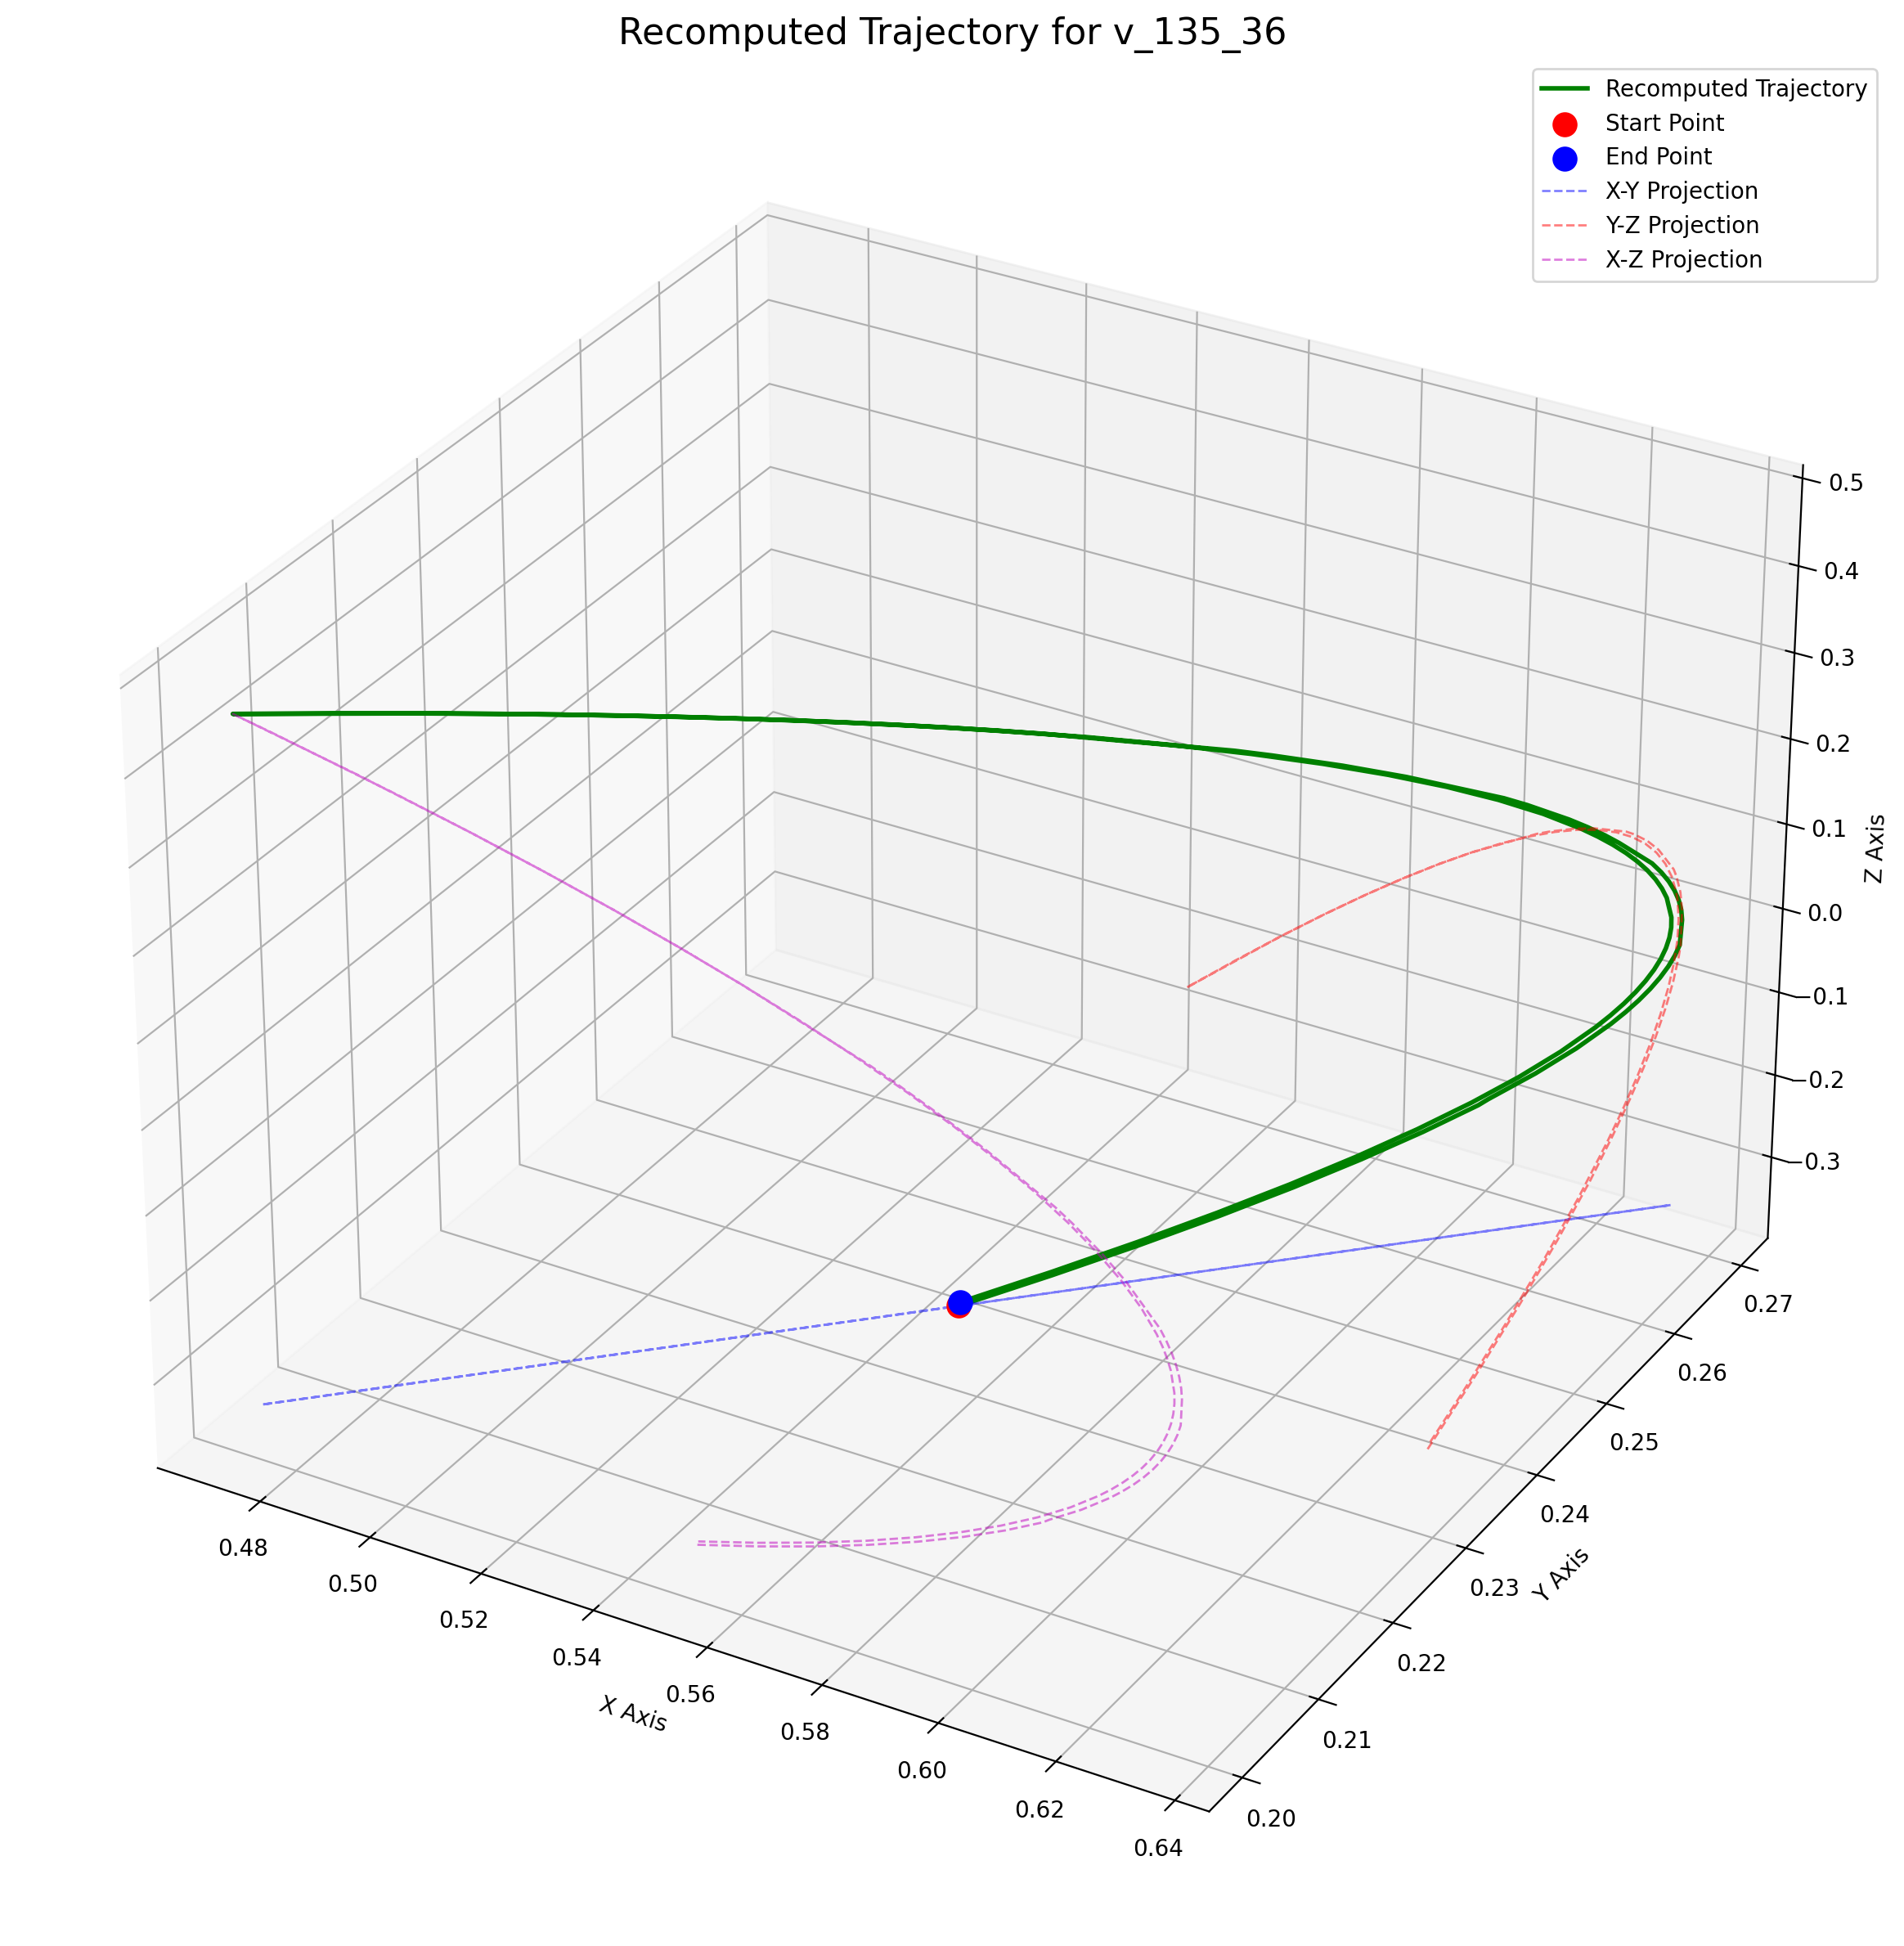 Recomputed Trajectory for v_135_36
Recomputed Trajectory
Start Point
End Point
X-Y Projection
Y-Z Projection
X-Z Projection
0.5
0.4
0.3
0.2
0.1
0.0
−0.1
−0.2
−0.3
Z Axis
0.27
0.26
0.25
0.24
0.23
0.22
0.21
0.20
Y Axis
0.48
0.50
0.52
0.54
0.56
0.58
0.60
0.62
0.64
X Axis